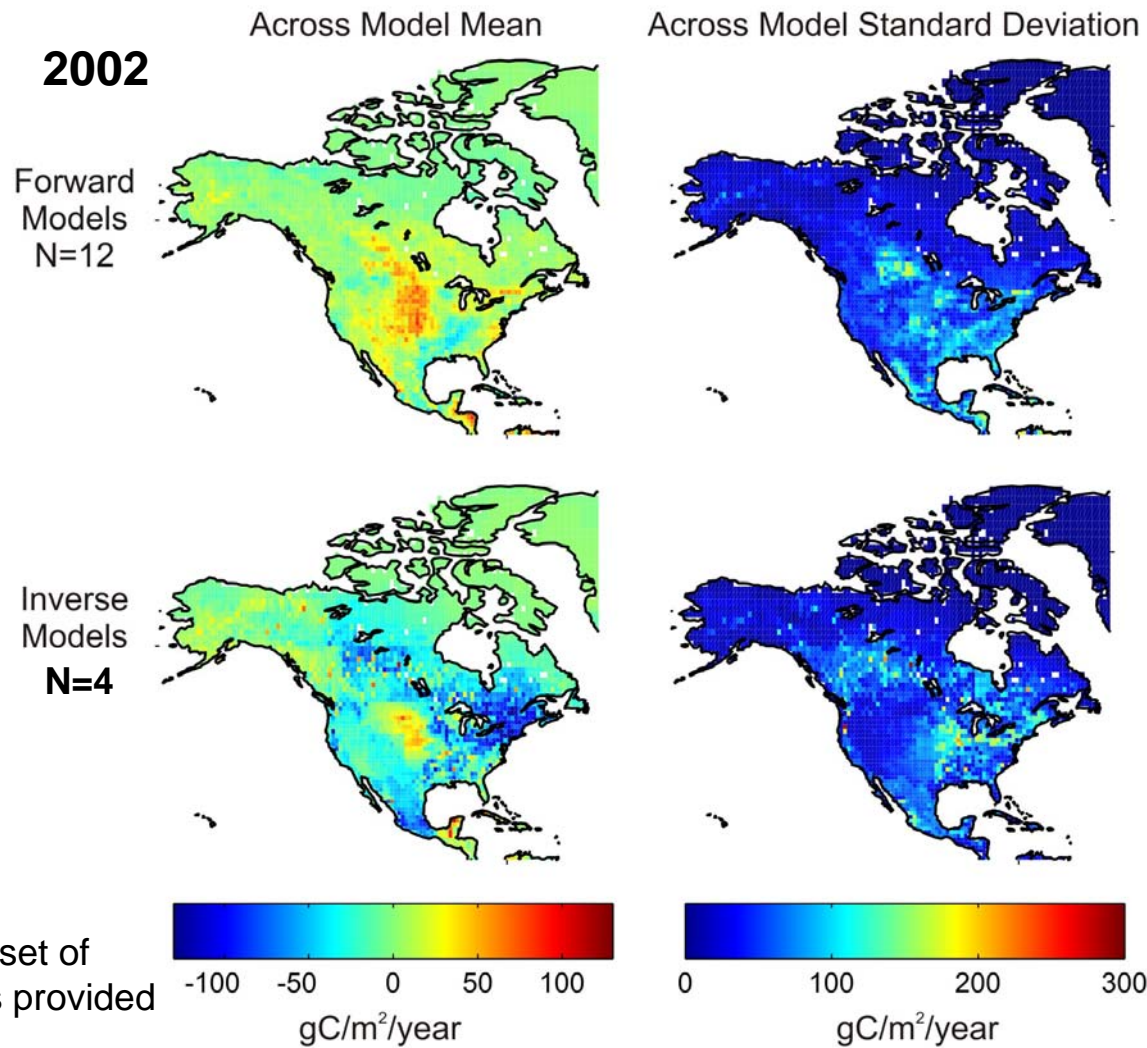 Across Model Mean
Across Model Standard Deviation
2002
Forward
Models
N=12
Inverse
Models
N=4
set of
s provided
-100 -50 0 50 100
gC/m²/year
0 100 200 300
gC/m²/year